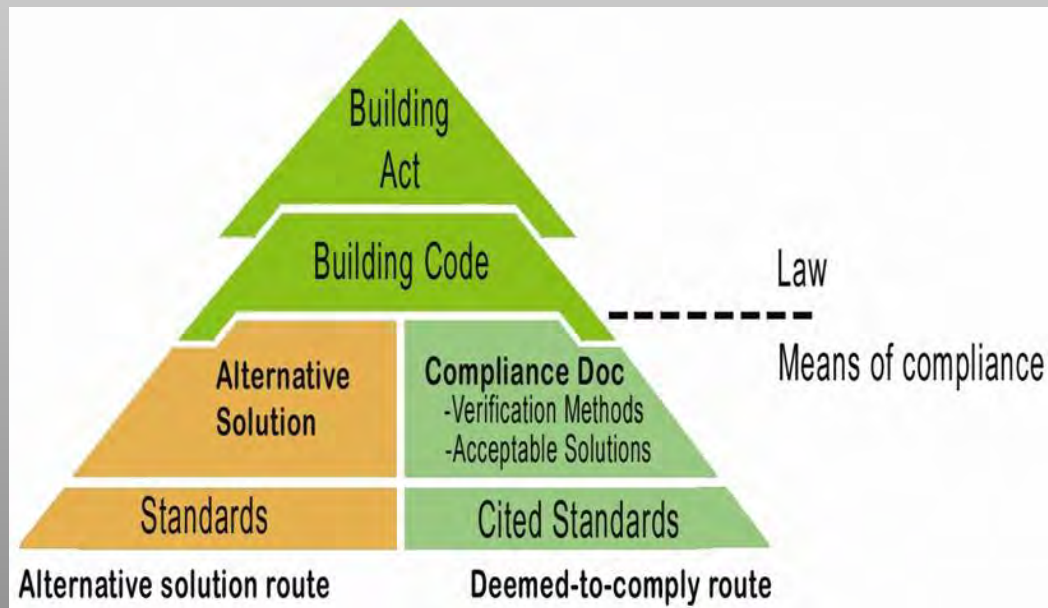 Building
Act
Building Code
Law
Means of compliance
Alternative
Solution
Compliance Doc
-Verification Methods
-Acceptable Solutions
Standards
Cited Standards
Alternative solution route
Deemed-to-comply route